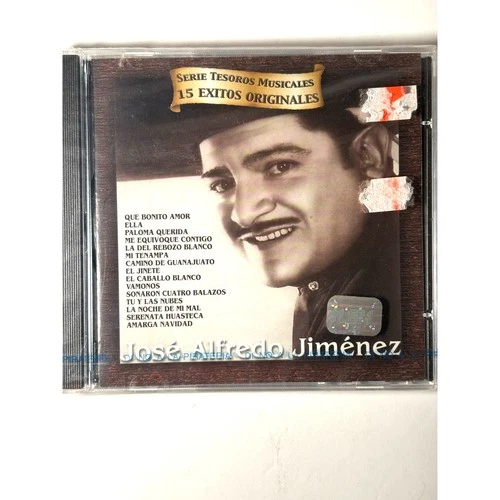 SERIE TESOROS MUSICALES
15 EXITOS ORIGINALES
QUE BONITO AMOR
ELLA
PALOMA QUERIDA
ME EQUIVOQUE CONTIGO
LA DEL REBOZO BLANCO
MI TENAMPA
CAMINO DE GUANAJUATO
EL JINETE
EL CABALLO BLANCO
VAMONOS
SONARON CUATRO BALAZOS
TU Y LAS NUBES
LA NOCHE DE MI MAL
SERENATA HUASTECA
AMARGA NAVIDAD
José Alfredo Jiménez